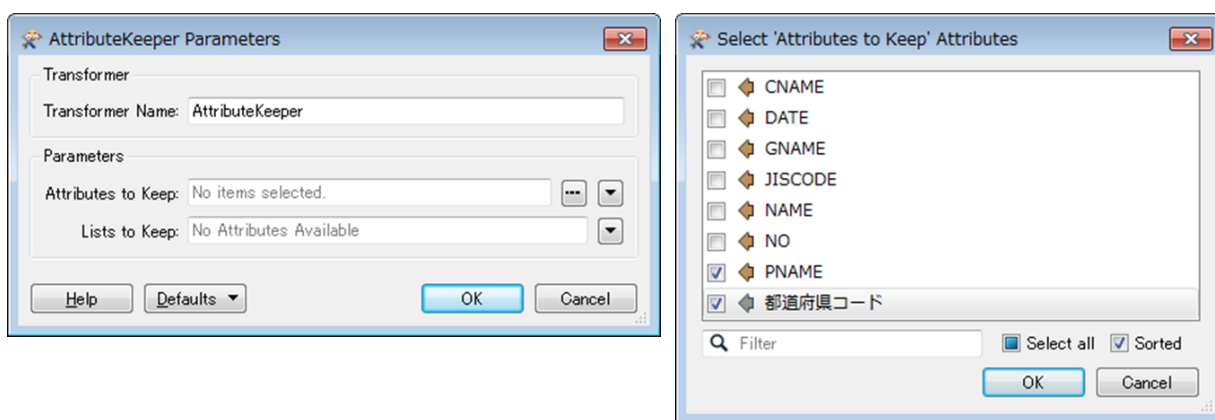 AttributeKeeper Parameters
Transformer
Transformer Name: AttributeKeeper
Parameters
Attributes to Keep: No items selected.
Lists to Keep: No Attributes Available
Help Defaults OK Cancel
Select 'Attributes to Keep' Attributes
CNAME
DATE
GNAME
JISCODE
NAME
NO
PNAME
都道府県コード
Filter Select all Sorted
OK Cancel